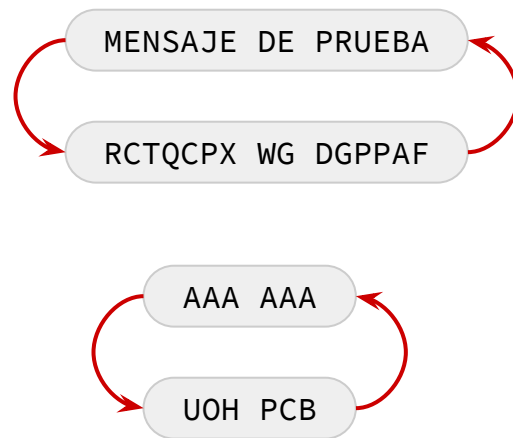 MENSAJE DE PRUEBA
RCTQCPX WG DGPPAF
AAA AAA
UOH PCB